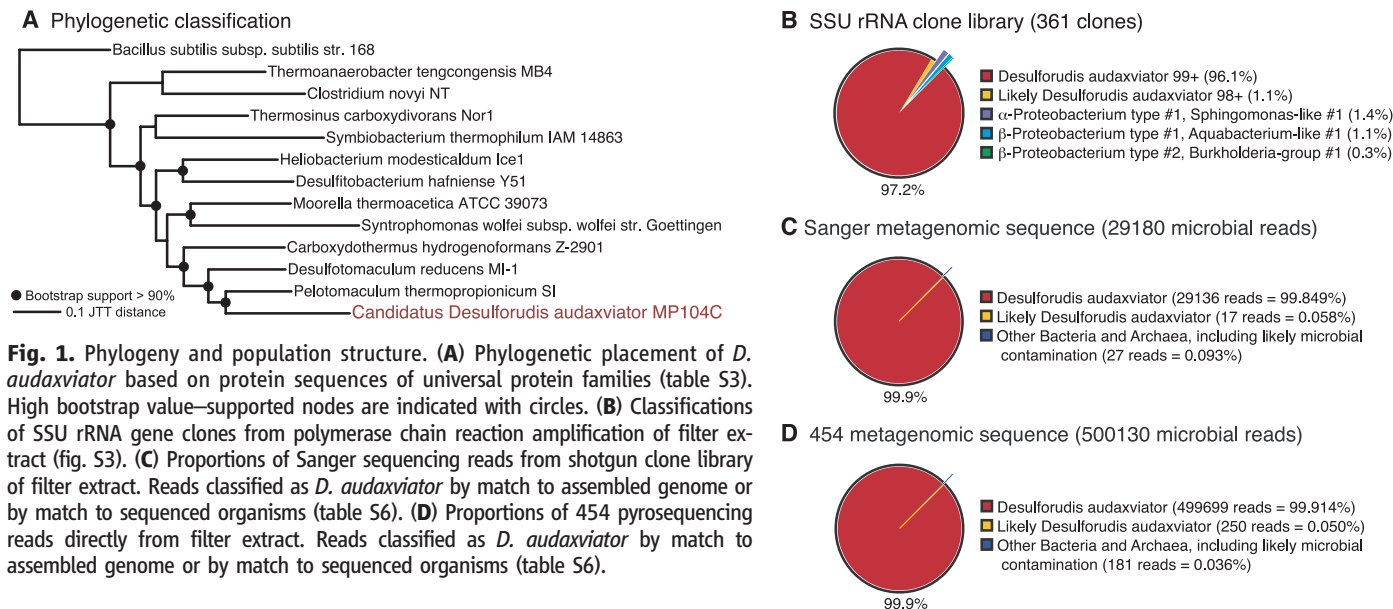 A Phylogenetic classification
Bacillus subtilis subsp. subtilis str. 168
Thermoanaerobacter tengcongensis MB4
Clostridium novyi NT
Thermosinus carboxydivorans Nor1
Symbiobacterium thermophilum IAM 14863
Heliobacterium modesticaldum Ice1
Desulfitobacterium hafniense Y51
Moorella thermoacetica ATCC 39073
Syntrophomonas wolfei subsp. wolfei str. Goettingen
Carboxydothermus hydrogenoformans Z-2901
Desulfotomaculum reducens MI-1
Pelotomaculum thermopropionicum SI
Candidatus Desulforudis audaxviator MP104C
Bootstrap support > 90%
0.1 JTT distance
Fig. 1. Phylogeny and population structure. (A) Phylogenetic placement of D.
audaxviator based on protein sequences of universal protein families (table S3).
High bootstrap value–supported nodes are indicated with circles. (B) Classifications
of SSU rRNA gene clones from polymerase chain reaction amplification of filter ex-
tract (fig. S3). (C) Proportions of Sanger sequencing reads from shotgun clone library
of filter extract. Reads classified as D. audaxviator by match to assembled genome or
by match to sequenced organisms (table S6). (D) Proportions of 454 pyrosequencing
reads directly from filter extract. Reads classified as D. audaxviator by match to
assembled genome or by match to sequenced organisms (table S6).
B SSU rRNA clone library (361 clones)
Desulforudis audaxviator 99+ (96.1%)
Likely Desulforudis audaxviator 98+ (1.1%)
α-Proteobacterium type #1, Sphingomonas-like #1 (1.4%)
β-Proteobacterium type #1, Aquabacterium-like #1 (1.1%)
β-Proteobacterium type #2, Burkholderia-group #1 (0.3%)
97.2%
C Sanger metagenomic sequence (29180 microbial reads)
Desulforudis audaxviator (29136 reads = 99.849%)
Likely Desulforudis audaxviator (17 reads = 0.058%)
Other Bacteria and Archaea, including likely microbial
contamination (27 reads = 0.093%)
99.9%
D 454 metagenomic sequence (500130 microbial reads)
Desulforudis audaxviator (499699 reads = 99.914%)
Likely Desulforudis audaxviator (250 reads = 0.050%)
Other Bacteria and Archaea, including likely microbial
contamination (181 reads = 0.036%)
99.9%